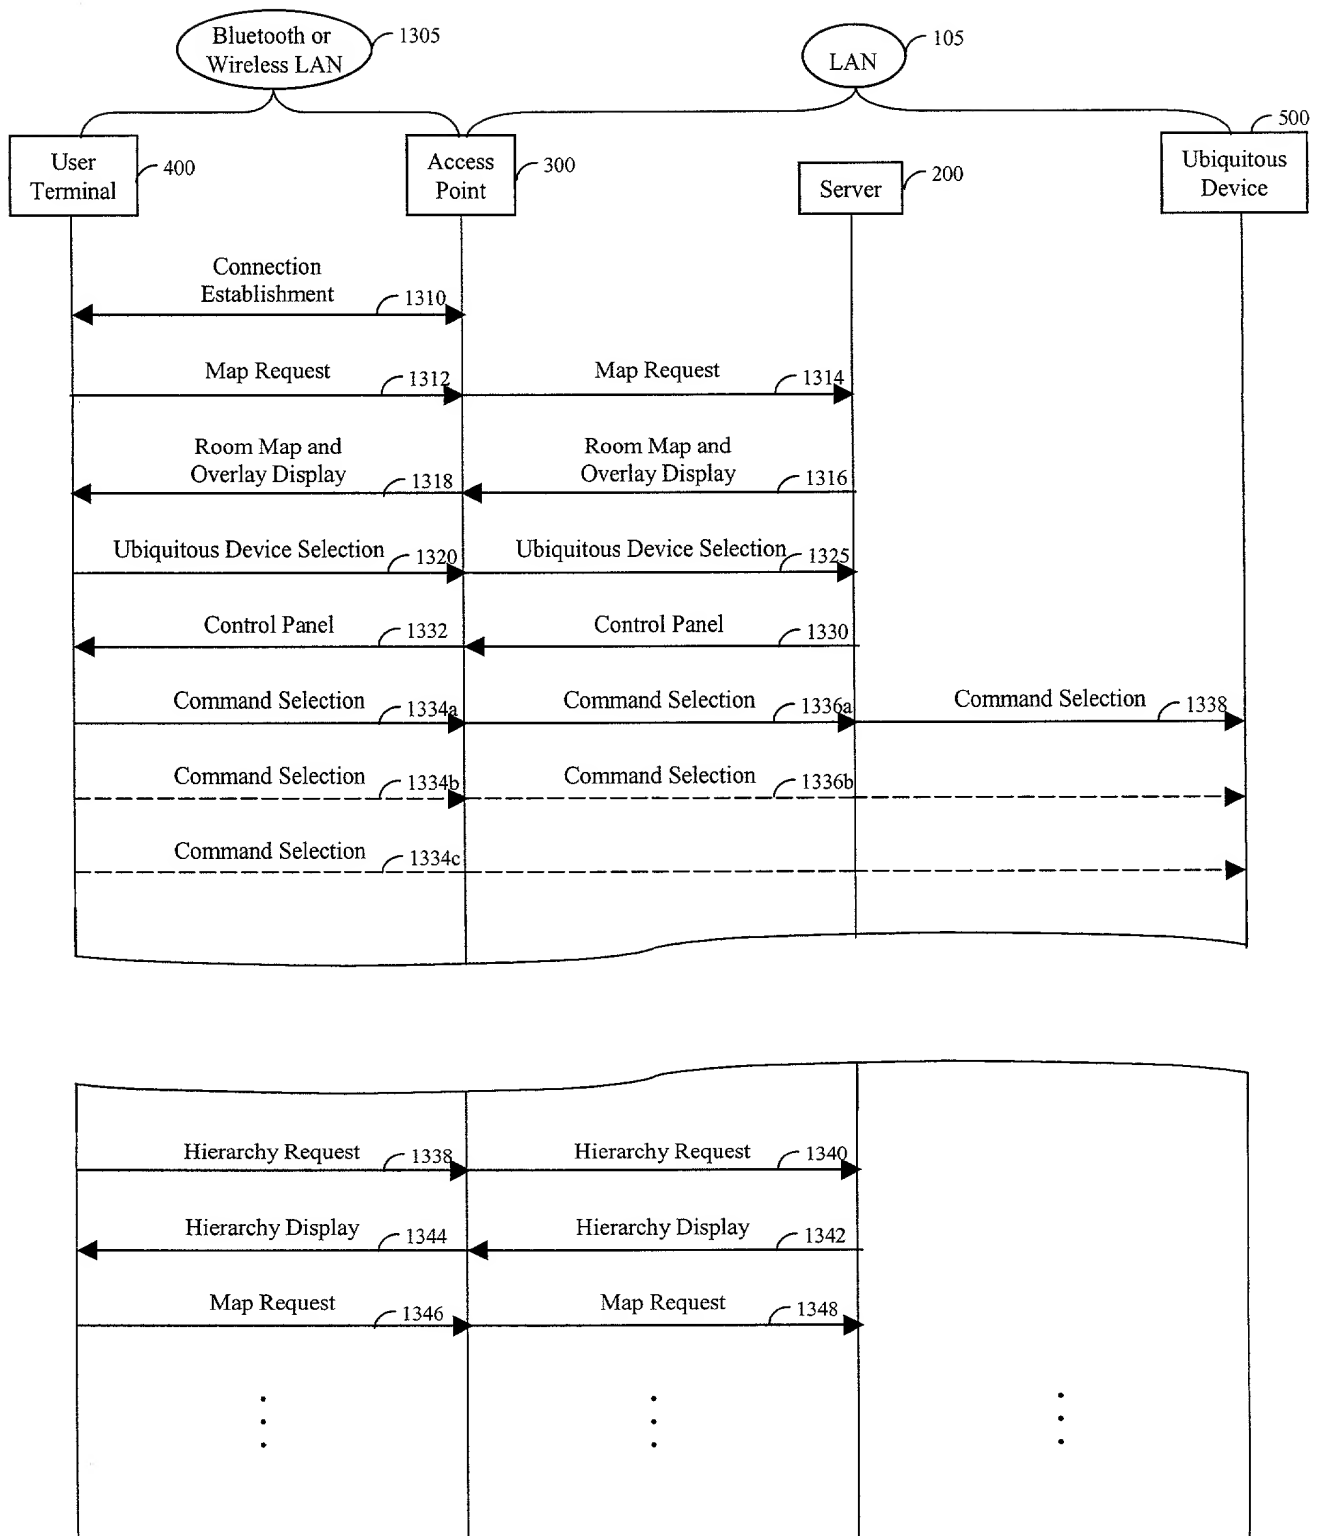 Bluetooth or
Wireless LAN
1305
LAN
105
User
Terminal
400
Access
Point
300
Server
200
Ubiquitous
Device
500
Connection
Establishment
1310
Map Request
1312
Map Request
1314
Room Map and
Overlay Display
1318
Room Map and
Overlay Display
1316
Ubiquitous Device Selection
1320
Ubiquitous Device Selection
1325
Control Panel
1332
Control Panel
1330
Command Selection
1334a
Command Selection
1336a
Command Selection
1338
Command Selection
1334b
Command Selection
1336b
Command Selection
1334c
Hierarchy Request
1338
Hierarchy Request
1340
Hierarchy Display
1344
Hierarchy Display
1342
Map Request
1346
Map Request
1348